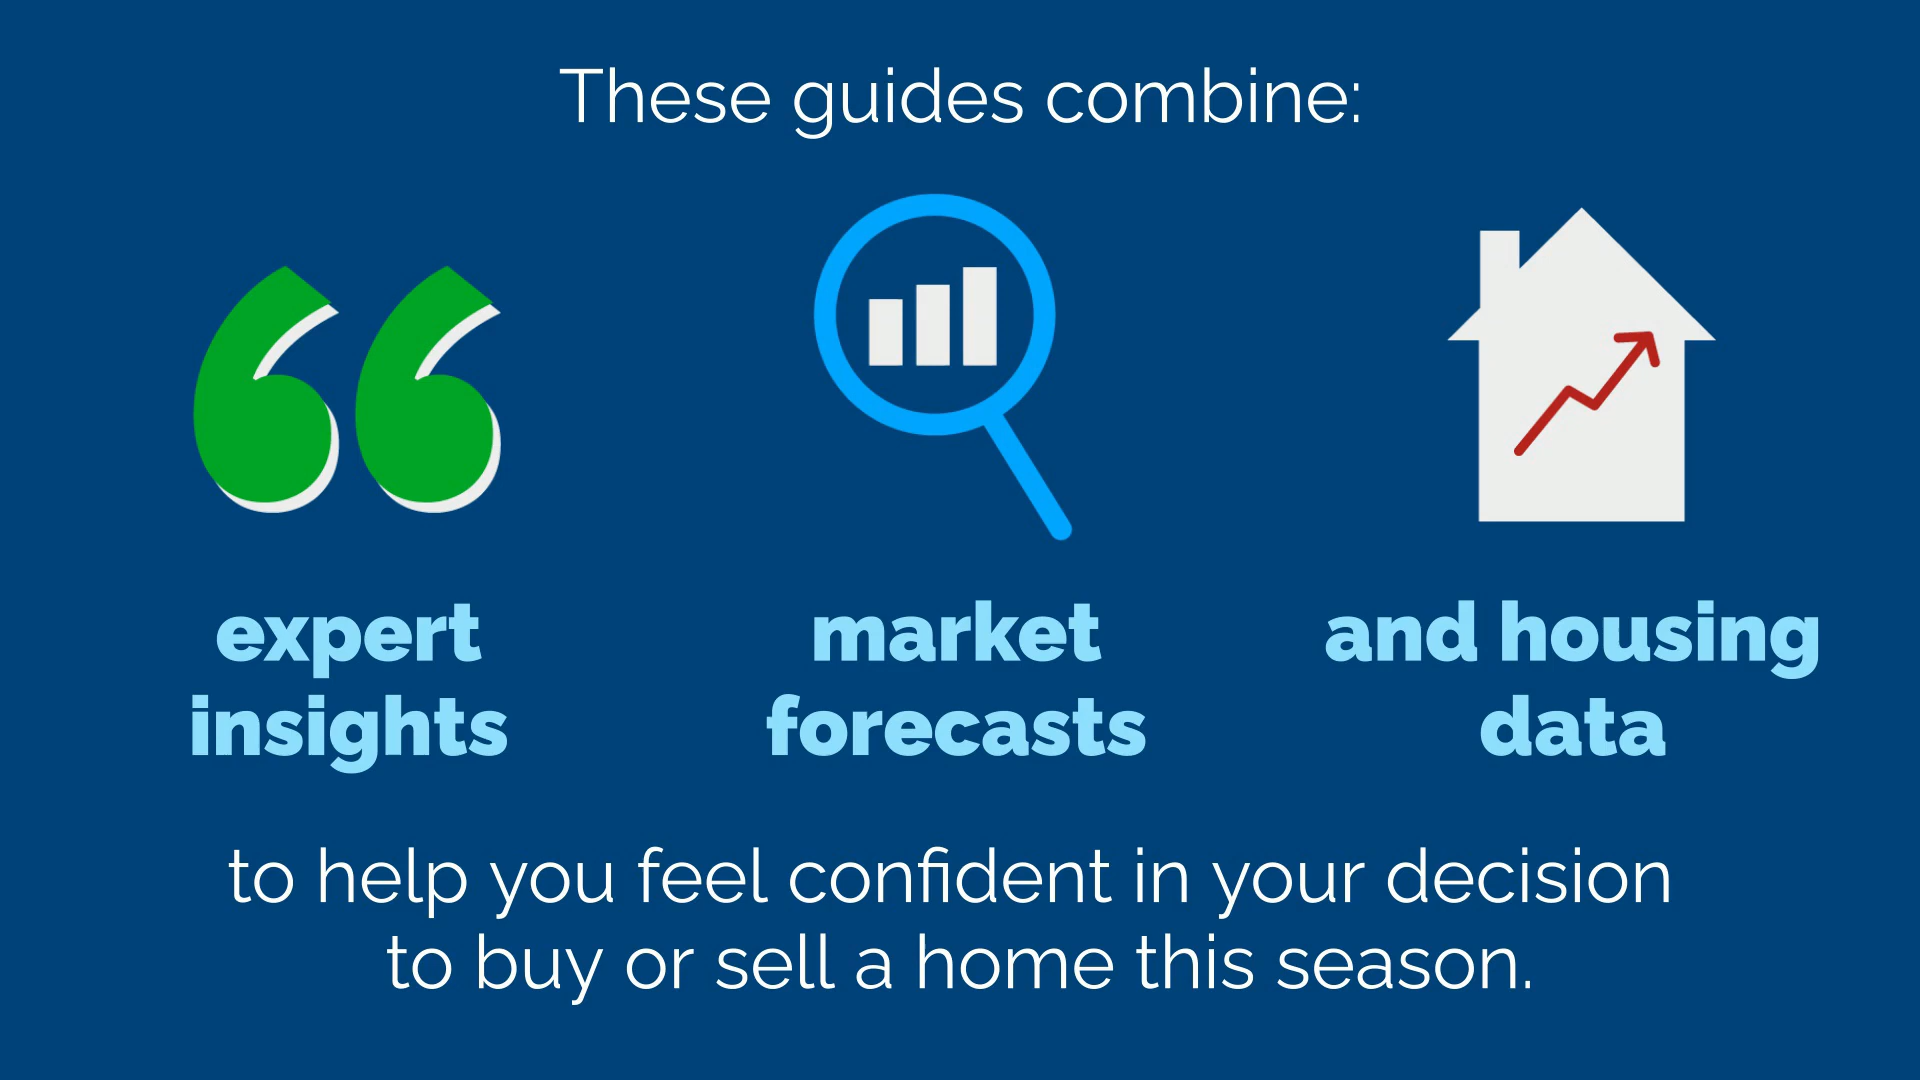 These guides combine:
expert
insights
market
forecasts
and housing
data
to help you feel confident in your decision
to buy or sell a home this season.